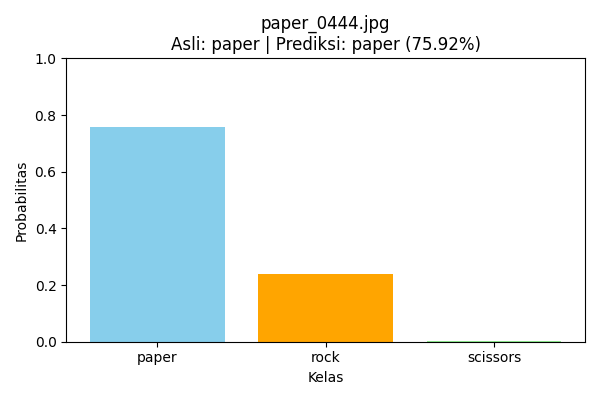 paper_0444.jpg
Asli: paper | Prediksi: paper (75.92%)
1.0
0.8
0.6
0.4
0.2
0.0
Probabilitas
paper rock scissors
Kelas